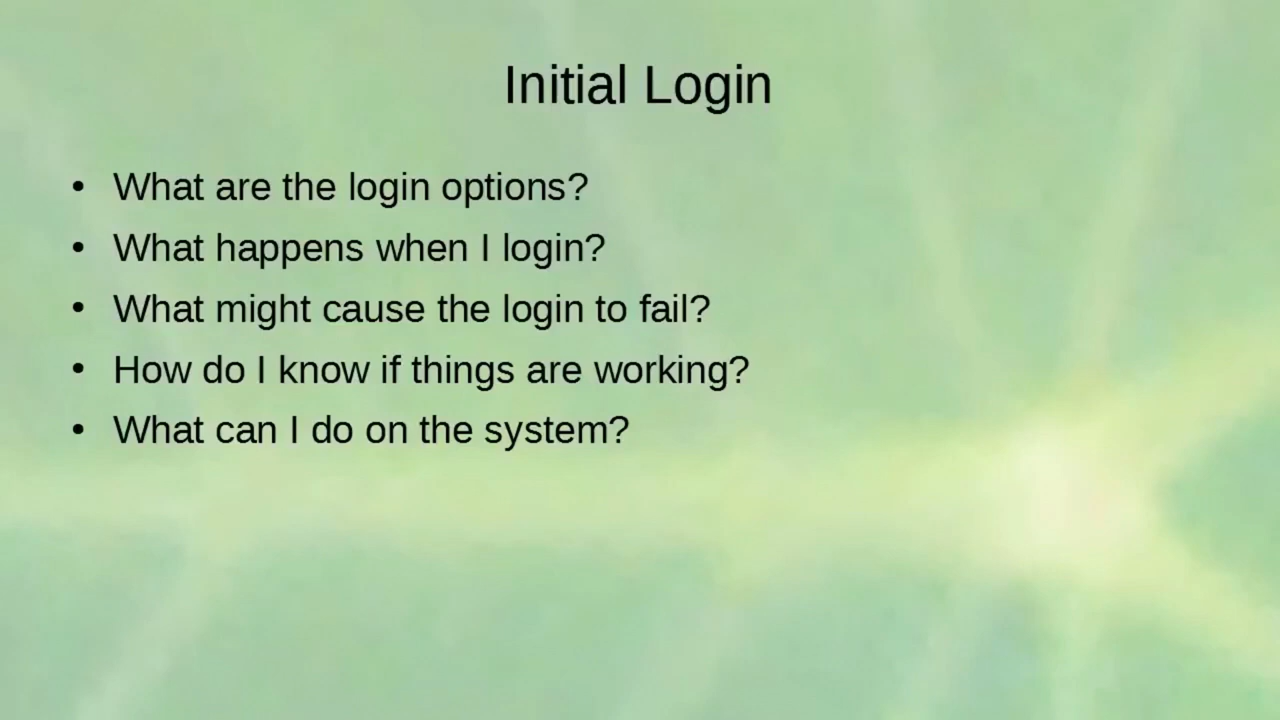 Initial Login
• What are the login options?
• What happens when I login?
• What might cause the login to fail?
• How do I know if things are working?
• What can I do on the system?